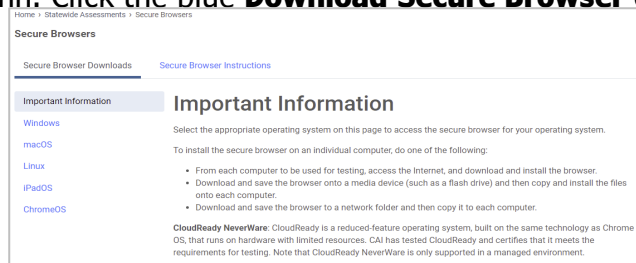 Click the blue Download Secure Browser
Home › Statewide Assessments › Secure Browsers
Secure Browsers
Secure Browser Downloads Secure Browser Instructions
Important Information
Windows
macOS
Linux
iPadOS
ChromeOS
Important Information
Select the appropriate operating system on this page to access the secure browser for your operating system.
To install the secure browser on an individual computer, do one of the following:
• From each computer to be used for testing, access the Internet, and download and install the browser.
• Download and save the browser onto a media device (such as a flash drive) and then copy and install the files
onto each computer.
• Download and save the browser to a network folder and then copy it to each computer.
CloudReady NeverWare: CloudReady is a reduced-feature operating system, built on the same technology as Chrome
OS, that runs on hardware with limited resources. CAI has tested CloudReady and certifies that it meets the
requirements for testing. Note that CloudReady NeverWare is only supported in a managed environment.